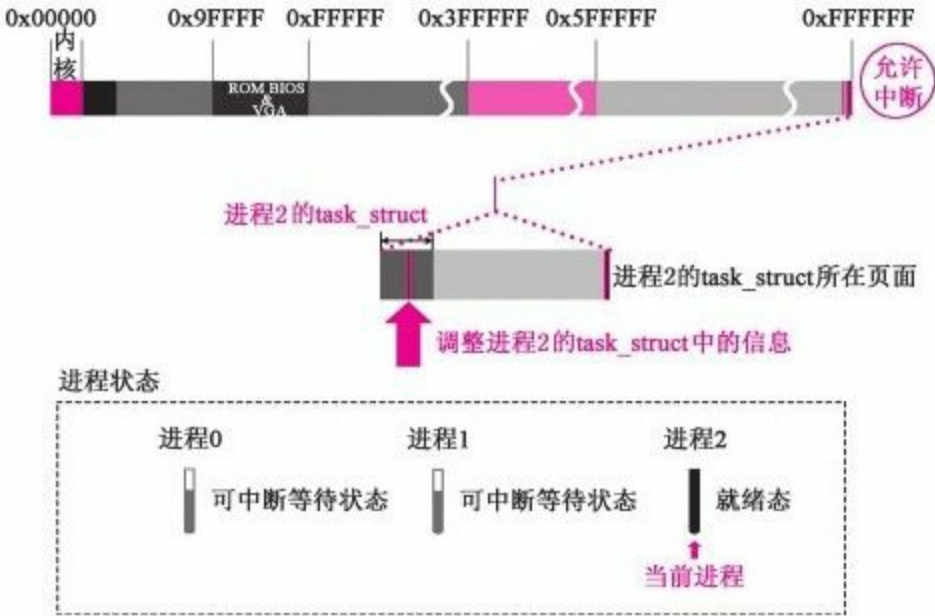 0x00000 0x9FFFF 0xFFFFF 0x3FFFFF 0x5FFFFF 0xFFFFFF
内核
ROM BIOS
&
VGA
允许
中断
进程2的task_struct
进程2的task_struct所在页面
调整进程2的task_struct中的信息
进程状态
进程0 进程1 进程2
可中断等待状态 可中断等待状态 就绪态
当前进程